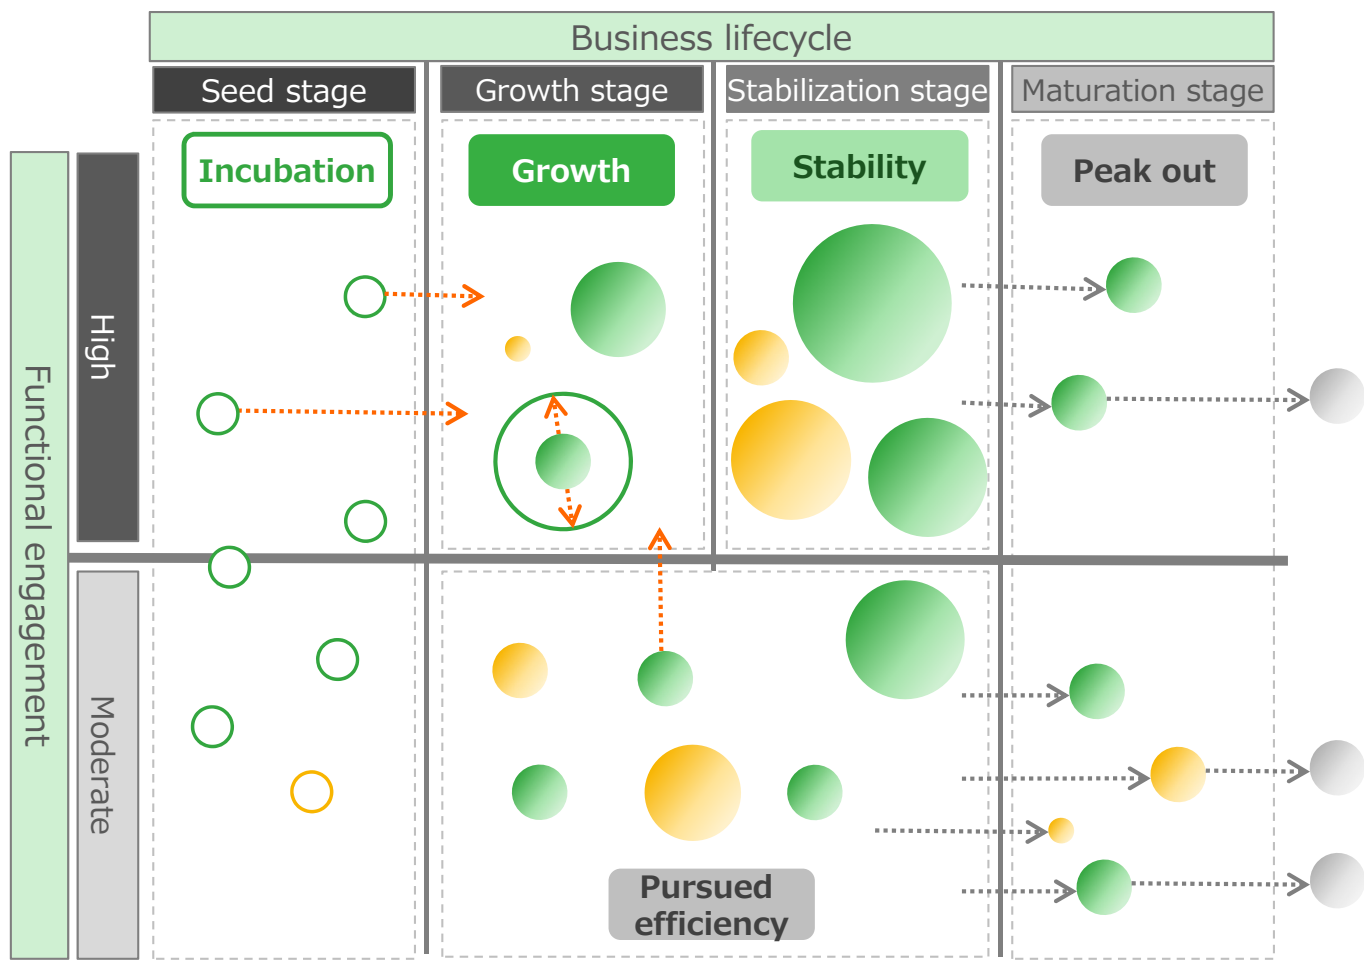 Business lifecycle
Seed stage
Growth stage
Stabilization stage
Maturation stage
Incubation
Growth
Stability
Peak out
Functional engagement
High
Moderate
Pursued
efficiency